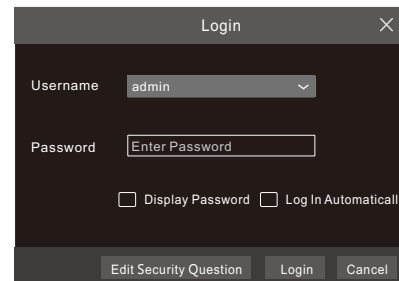 Login
Username admin
Password Enter Password
Display Password Log In Automaticall
Edit Security Question Login Cancel